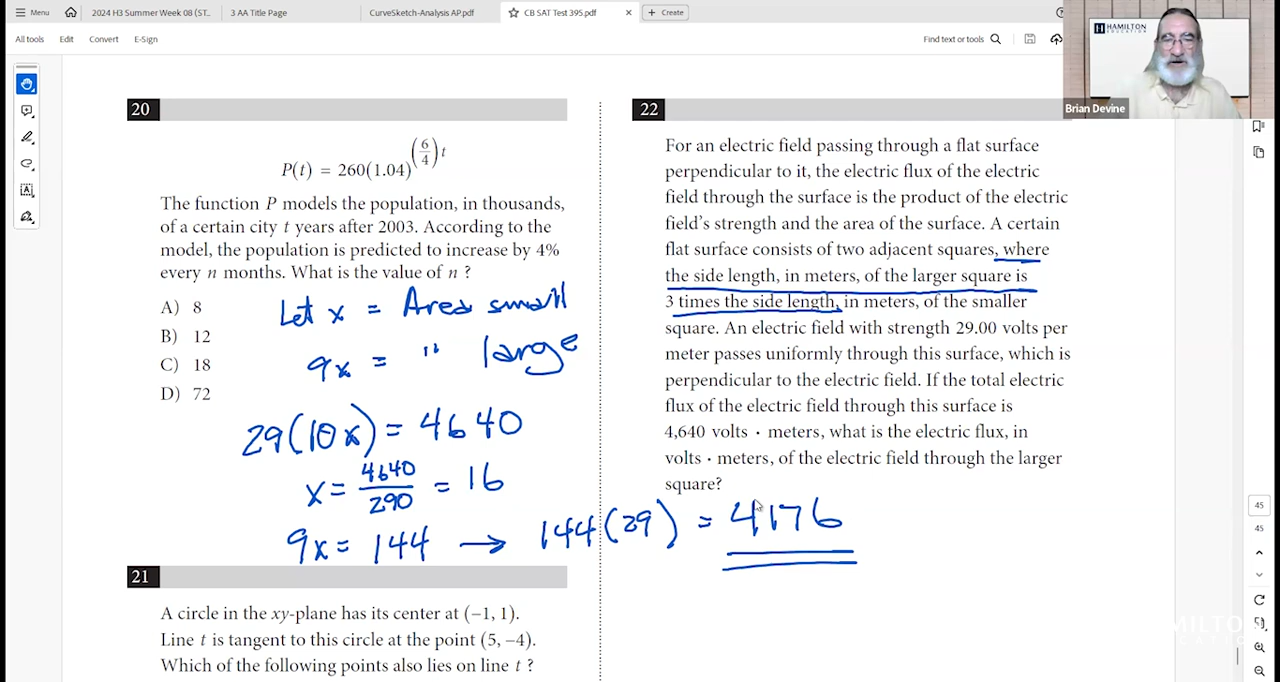 Menu
2024 H3 Summer Week 08 (ST...
3 AA Title Page
CurveSketch-Analysis AP.pdf
CB SAT Test 395.pdf
Create
All tools
Edit
Convert
E-Sign
Find text or tools
HAMILTON
EDUCATION
Brian Devine
20
P(t) = 260(1.04)^(6/4)t
The function P models the population, in thousands,
of a certain city t years after 2003. According to the
model, the population is predicted to increase by 4%
every n months. What is the value of n ?
A) 8
B) 12
C) 18
D) 72
Let x = Area small
9x = " large
29(10x) = 4640
x = 4640/290 = 16
9x = 144 → 144(29) = 4176
21
A circle in the xy-plane has its center at (−1, 1).
Line t is tangent to this circle at the point (5, −4).
Which of the following points also lies on line t ?
22
For an electric field passing through a flat surface
perpendicular to it, the electric flux of the electric
field through the surface is the product of the electric
field's strength and the area of the surface. A certain
flat surface consists of two adjacent squares, where
the side length, in meters, of the larger square is
3 times the side length, in meters, of the smaller
square. An electric field with strength 29.00 volts per
meter passes uniformly through this surface, which is
perpendicular to the electric field. If the total electric
flux of the electric field through this surface is
4,640 volts · meters, what is the electric flux, in
volts · meters, of the electric field through the larger
square?
45
45